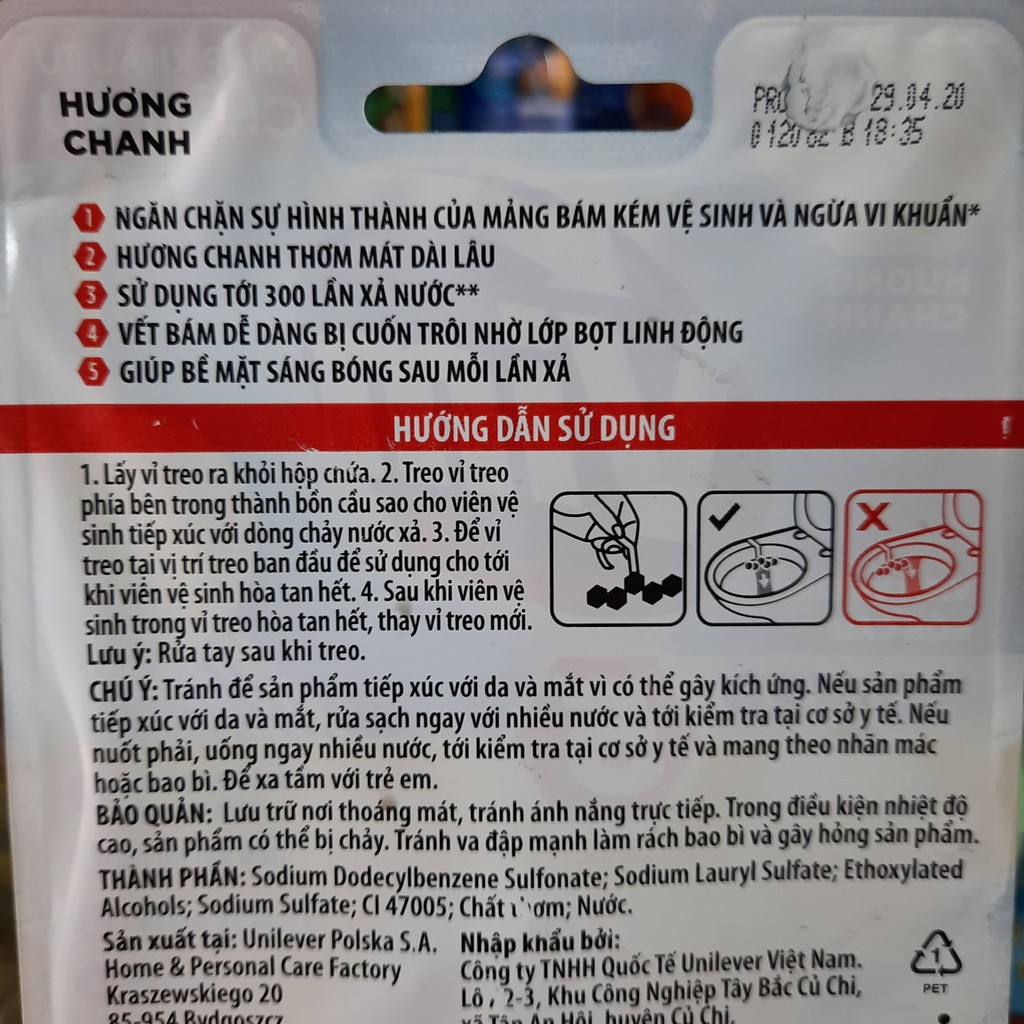 HƯƠNG
CHANH
29.04.20
18:35
1 NGĂN CHẶN SỰ HÌNH THÀNH CỦA MẢNG BÁM KÉM VỆ SINH VÀ NGỪA VI KHUẨN*
2 HƯƠNG CHANH THƠM MÁT DÀI LÂU
3 SỬ DỤNG TỚI 300 LẦN XẢ NƯỚC**
4 VẾT BÁM DỄ DÀNG BỊ CUỐN TRÔI NHỜ LỚP BỌT LINH ĐỘNG
5 GIÚP BỀ MẶT SÁNG BÓNG SAU MỖI LẦN XẢ
HƯỚNG DẪN SỬ DỤNG
1. Lấy vỉ treo ra khỏi hộp chứa. 2. Treo vỉ treo
phía bên trong thành bồn cầu sao cho viên vệ
sinh tiếp xúc với dòng chảy nước xả. 3. Để vỉ
treo tại vị trí treo ban đầu để sử dụng cho tới
khi viên vệ sinh hòa tan hết. 4. Sau khi viên vệ
sinh trong vỉ treo hòa tan hết, thay vỉ treo mới.
Lưu ý: Rửa tay sau khi treo.
CHÚ Ý: Tránh để sản phẩm tiếp xúc với da và mắt vì có thể gây kích ứng. Nếu sản phẩm
tiếp xúc với da và mắt, rửa sạch ngay với nhiều nước và tới kiểm tra tại cơ sở y tế. Nếu
nuốt phải, uống ngay nhiều nước, tới kiểm tra tại cơ sở y tế và mang theo nhãn mác
hoặc bao bì. Để xa tầm với trẻ em.
BẢO QUẢN: Lưu trữ nơi thoáng mát, tránh ánh nắng trực tiếp. Trong điều kiện nhiệt độ
cao, sản phẩm có thể bị chảy. Tránh va đập mạnh làm rách bao bì và gây hỏng sản phẩm.
THÀNH PHẦN: Sodium Dodecylbenzene Sulfonate; Sodium Lauryl Sulfate; Ethoxylated
Alcohols; Sodium Sulfate; CI 47005; Chất thơm; Nước.
Sản xuất tại: Unilever Polska S.A.
Home & Personal Care Factory
Kraszewskiego 20
85-954 Bydgoszcz
Nhập khẩu bởi:
Công ty TNHH Quốc Tế Unilever Việt Nam.
Lô 2-3, Khu Công Nghiệp Tây Bắc Củ Chi,
xã Tân An Hội, huyện Củ Chi,
1
PET